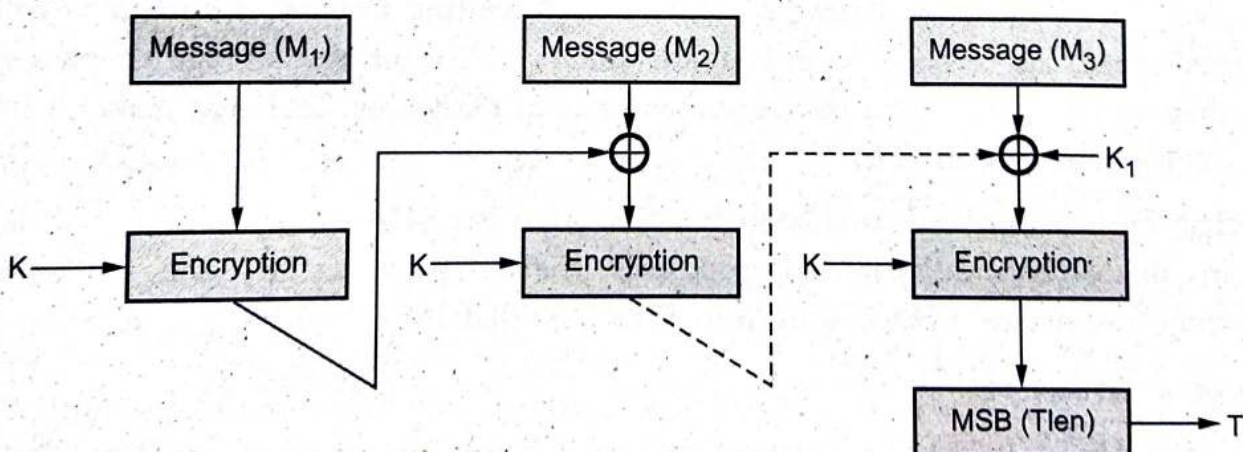 Message (M₁)
Message (M₂)
Message (M₃)
K₁
K
Encryption
K
Encryption
K
Encryption
MSB (Tlen)
T